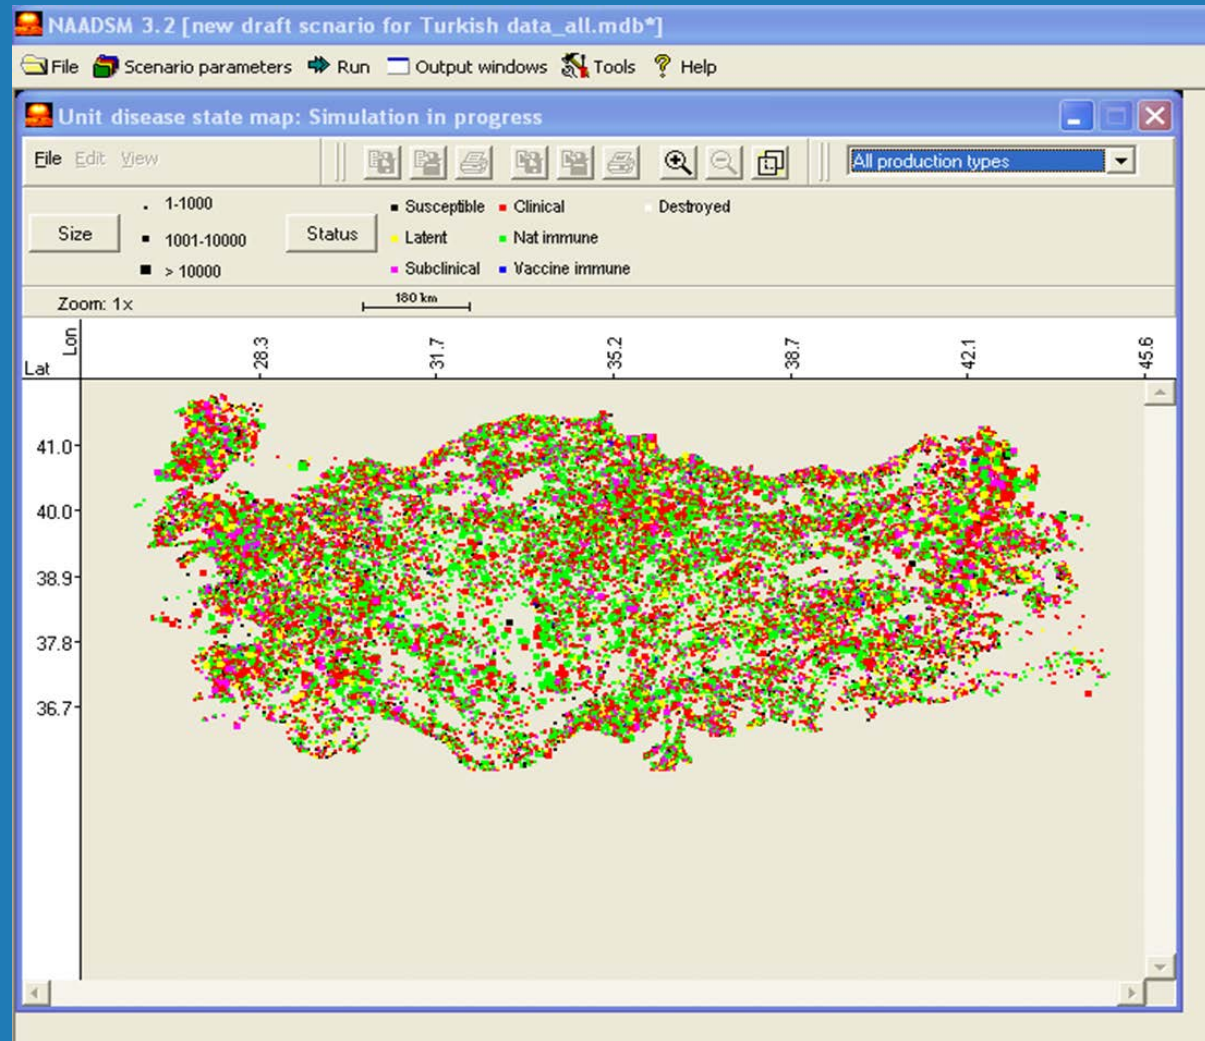 NAADSM 3.2 [new draft scnario for Turkish data_all.mdb*]
File Scenario parameters Run Output windows Tools Help
Unit disease state map: Simulation in progress
File Edit View All production types
Size Status
. 1-1000
1001-10000
> 10000
Susceptible Clinical Destroyed
Latent Nat immune
Subclinical Vaccine immune
Zoom: 1x 180 km
Lon
Lat
28.3 31.7 35.2 38.7 42.1 45.6
41.0
40.0
38.9
37.8
36.7